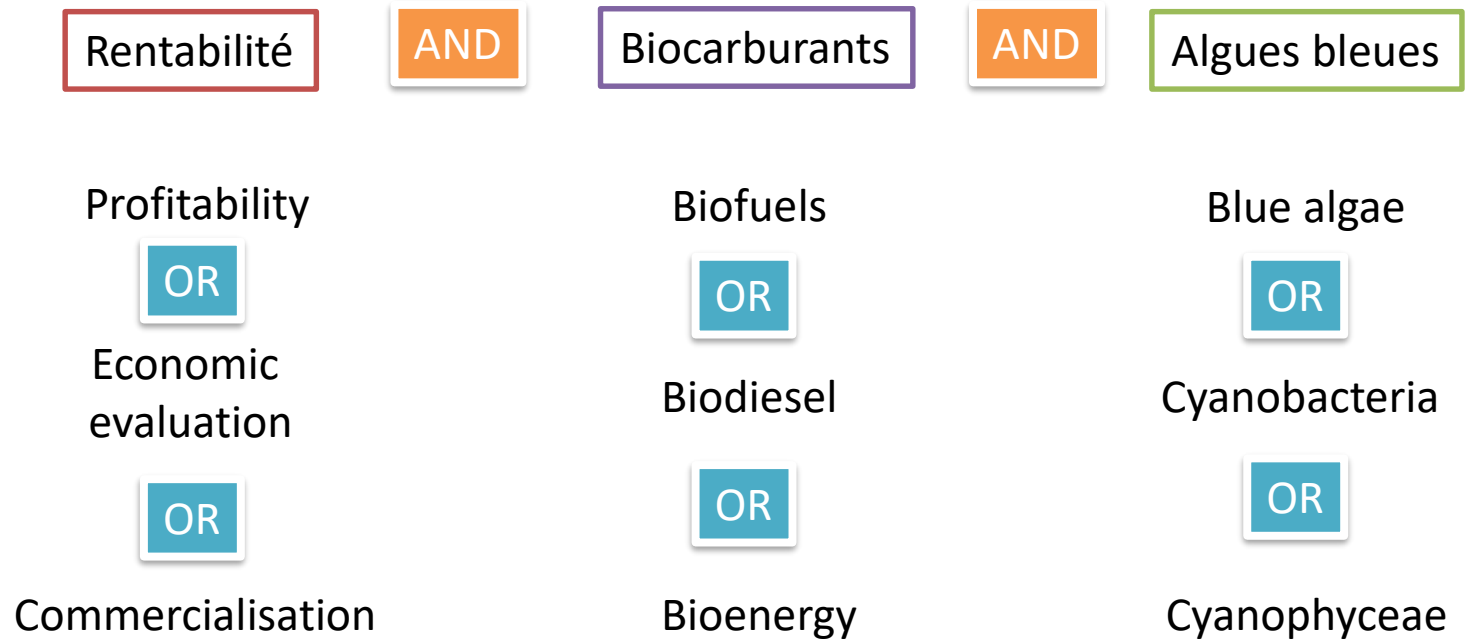 Rentabilité AND Biocarburants AND Algues bleues
Profitability Biofuels Blue algae
OR OR OR
Economic evaluation Biodiesel Cyanobacteria
OR OR OR
Commercialisation Bioenergy Cyanophyceae